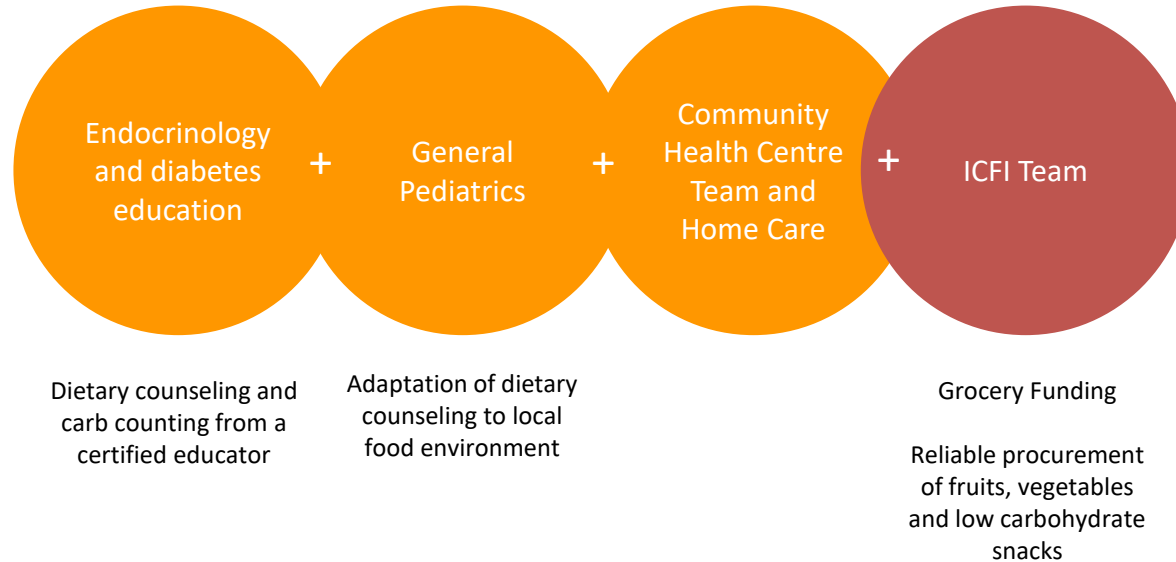 Endocrinology
and diabetes
education
+
General
Pediatrics
+
Community
Health Centre
Team and
Home Care
+
ICFI Team
Dietary counseling and
carb counting from a
certified educator
Adaptation of dietary
counseling to local
food environment
Grocery Funding
Reliable procurement
of fruits, vegetables
and low carbohydrate
snacks